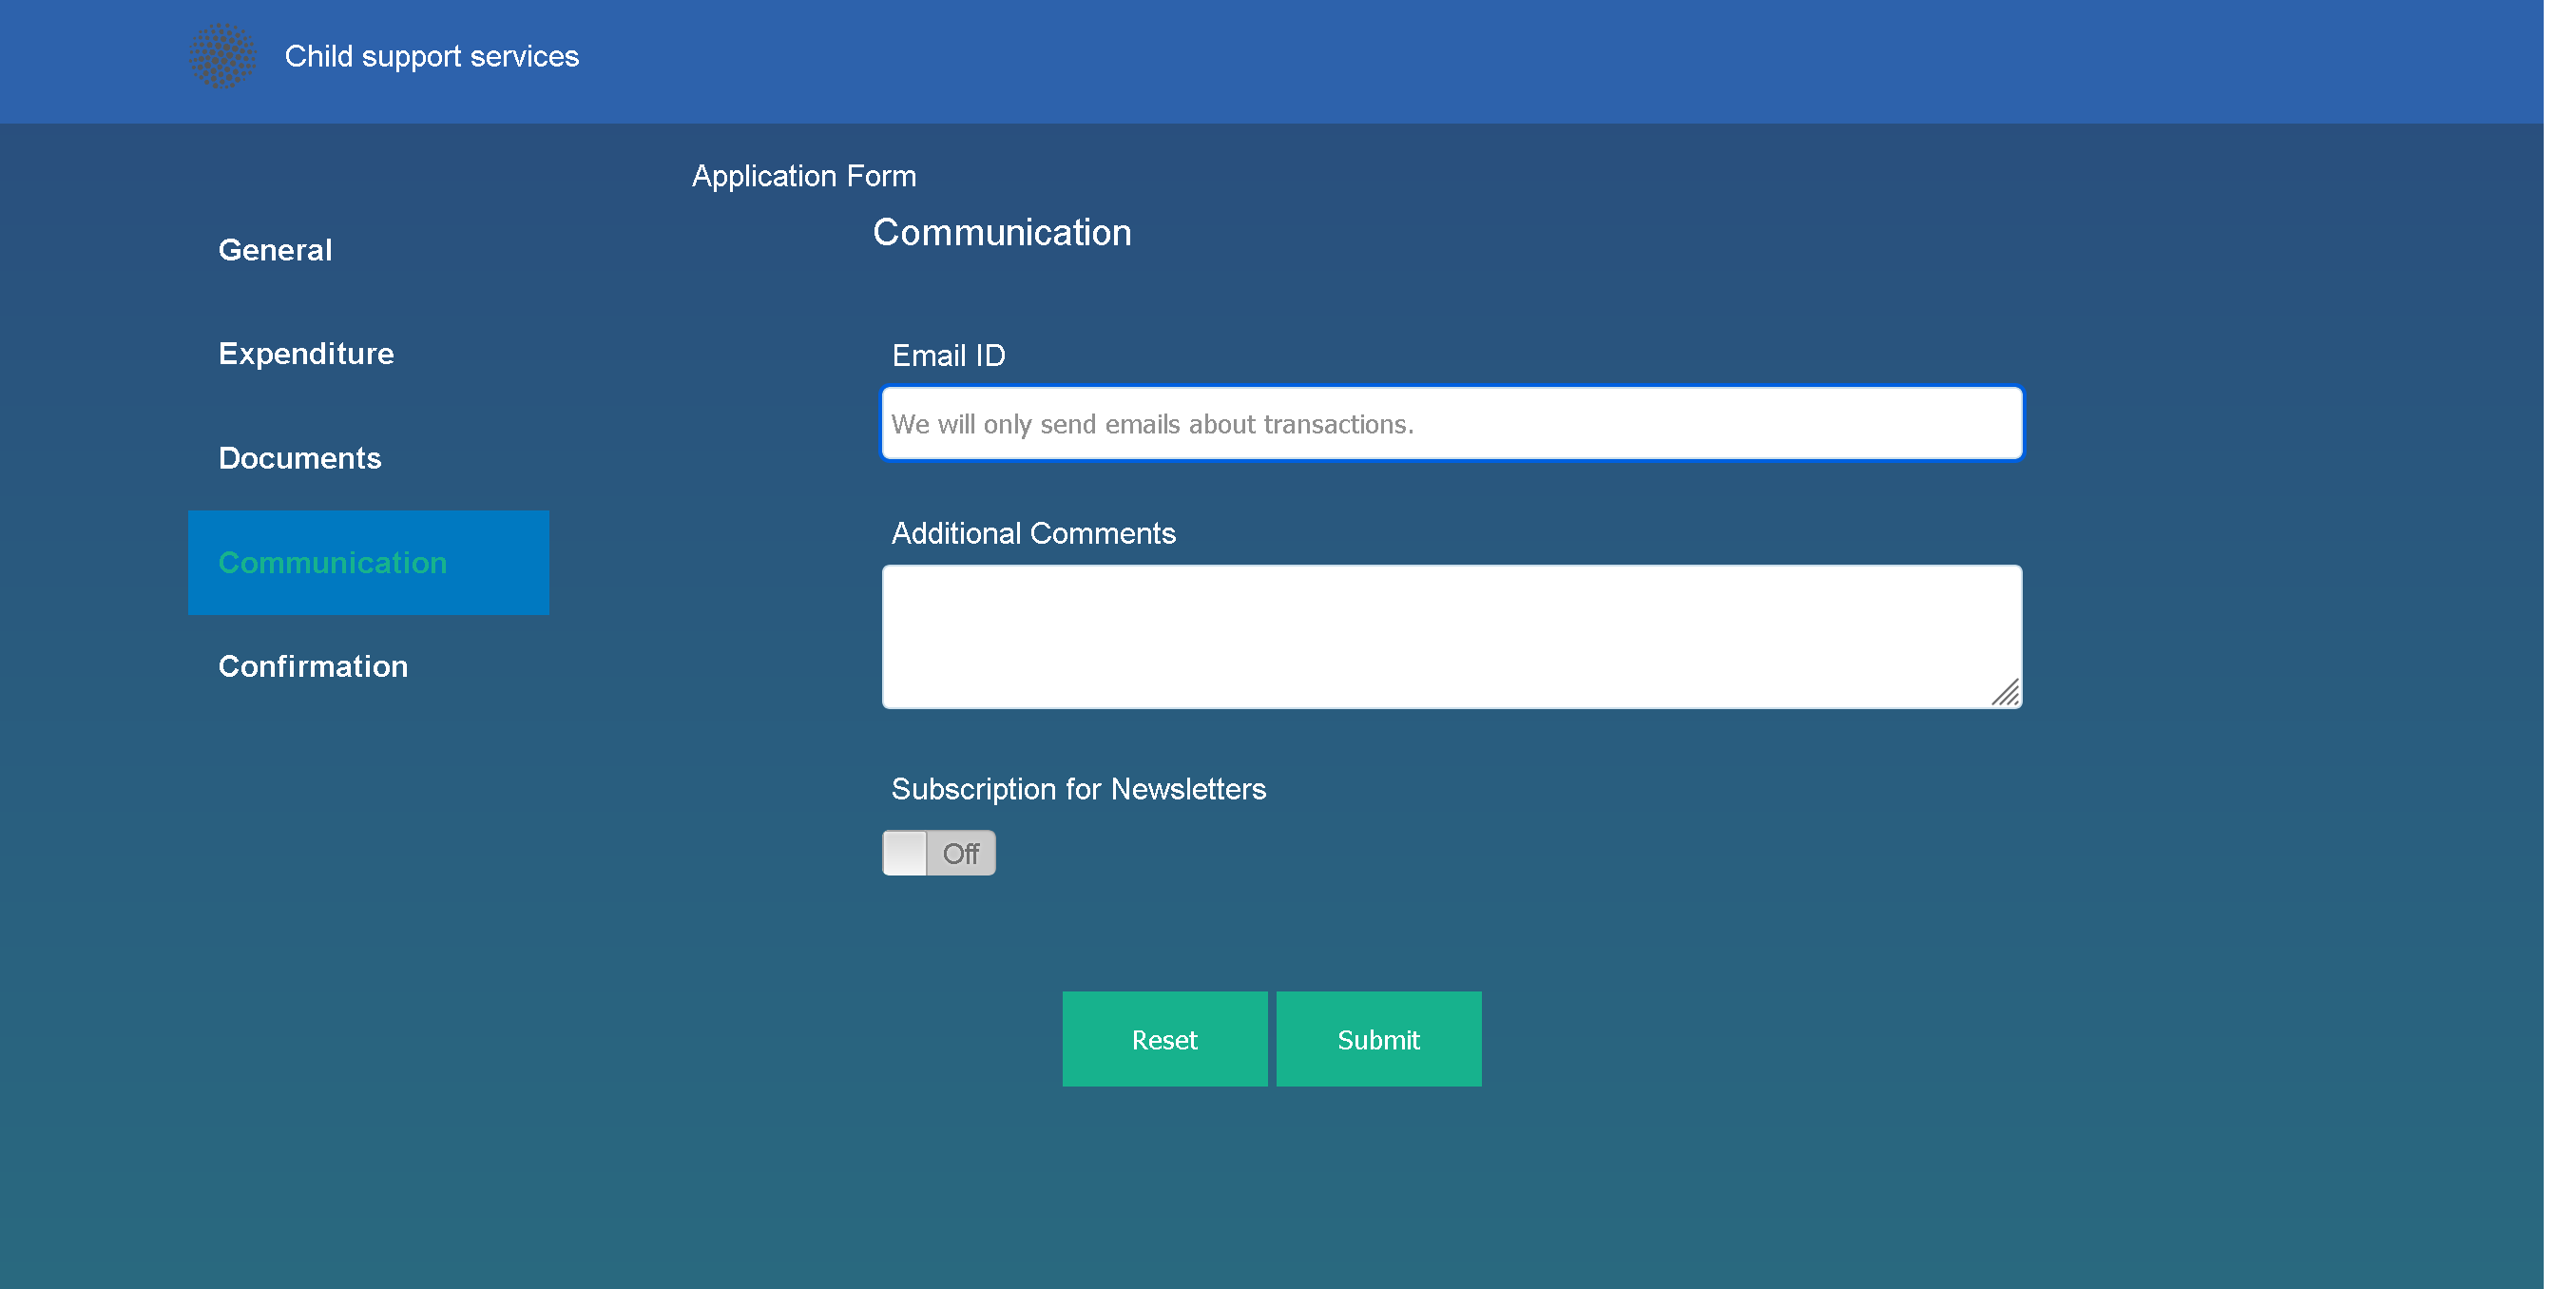 Child support services
Application Form
Communication
General
Expenditure
Documents
Communication
Confirmation
Email ID
We will only send emails about transactions.
Additional Comments
Subscription for Newsletters
Off
Reset
Submit